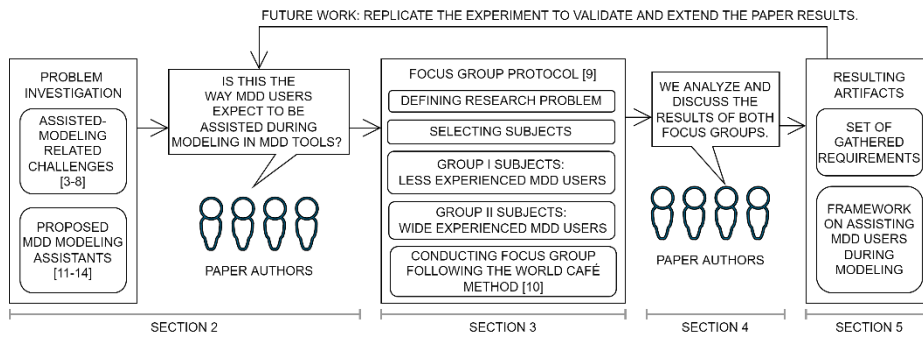 FUTURE WORK: REPLICATE THE EXPERIMENT TO VALIDATE AND EXTEND THE PAPER RESULTS.
PROBLEM
INVESTIGATION
ASSISTED-
MODELING
RELATED
CHALLENGES
[3-8]
PROPOSED
MDD MODELING
ASSISTANTS
[11-14]
IS THIS THE
WAY MDD USERS
EXPECT TO BE
ASSISTED DURING
MODELING IN MDD TOOLS?
PAPER AUTHORS
FOCUS GROUP PROTOCOL [9]
DEFINING RESEARCH PROBLEM
SELECTING SUBJECTS
GROUP I SUBJECTS:
LESS EXPERIENCED MDD USERS
GROUP II SUBJECTS:
WIDE EXPERIENCED MDD USERS
CONDUCTING FOCUS GROUP
FOLLOWING THE WORLD CAFÉ
METHOD [10]
WE ANALYZE AND
DISCUSS THE
RESULTS OF BOTH
FOCUS GROUPS.
PAPER AUTHORS
RESULTING
ARTIFACTS
SET OF
GATHERED
REQUIREMENTS
FRAMEWORK
ON ASSISTING
MDD USERS
DURING
MODELING
SECTION 2
SECTION 3
SECTION 4
SECTION 5